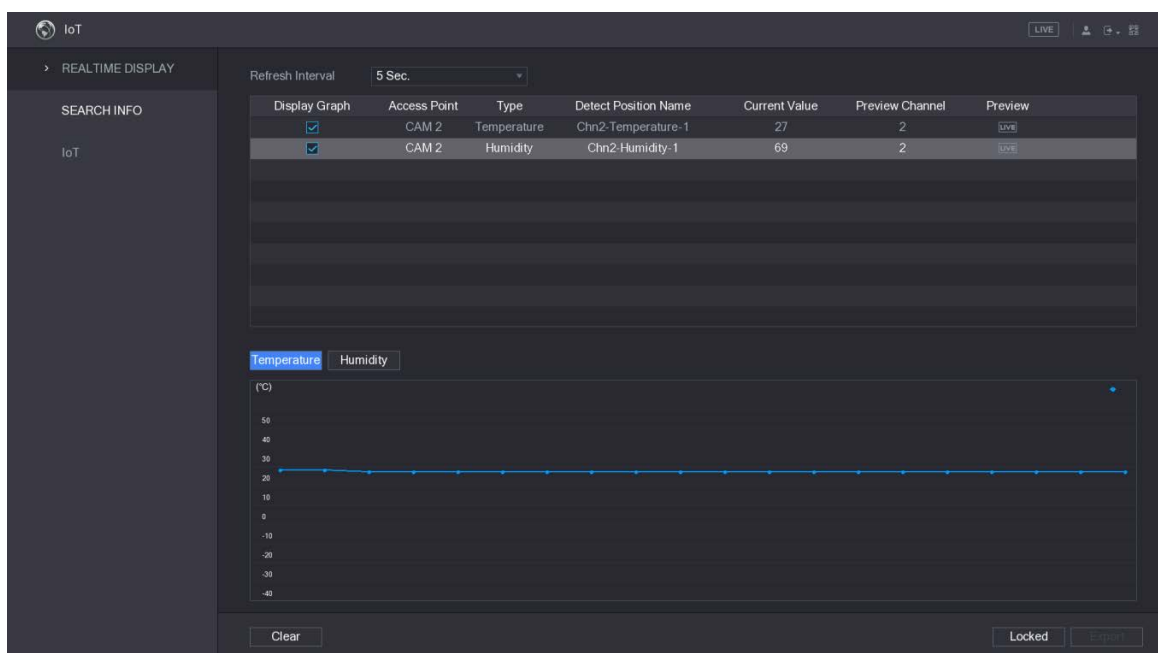 IoT LIVE
REALTIME DISPLAY
SEARCH INFO
IoT
Refresh Interval 5 Sec.
Display Graph Access Point Type Detect Position Name Current Value Preview Channel Preview
CAM 2 Temperature Chn2-Temperature-1 27 2 LIVE
CAM 2 Humidity Chn2-Humidity-1 69 2 LIVE
Temperature Humidity
(°C)
50
40
30
20
10
0
-10
-20
-30
-40
Clear Locked Export